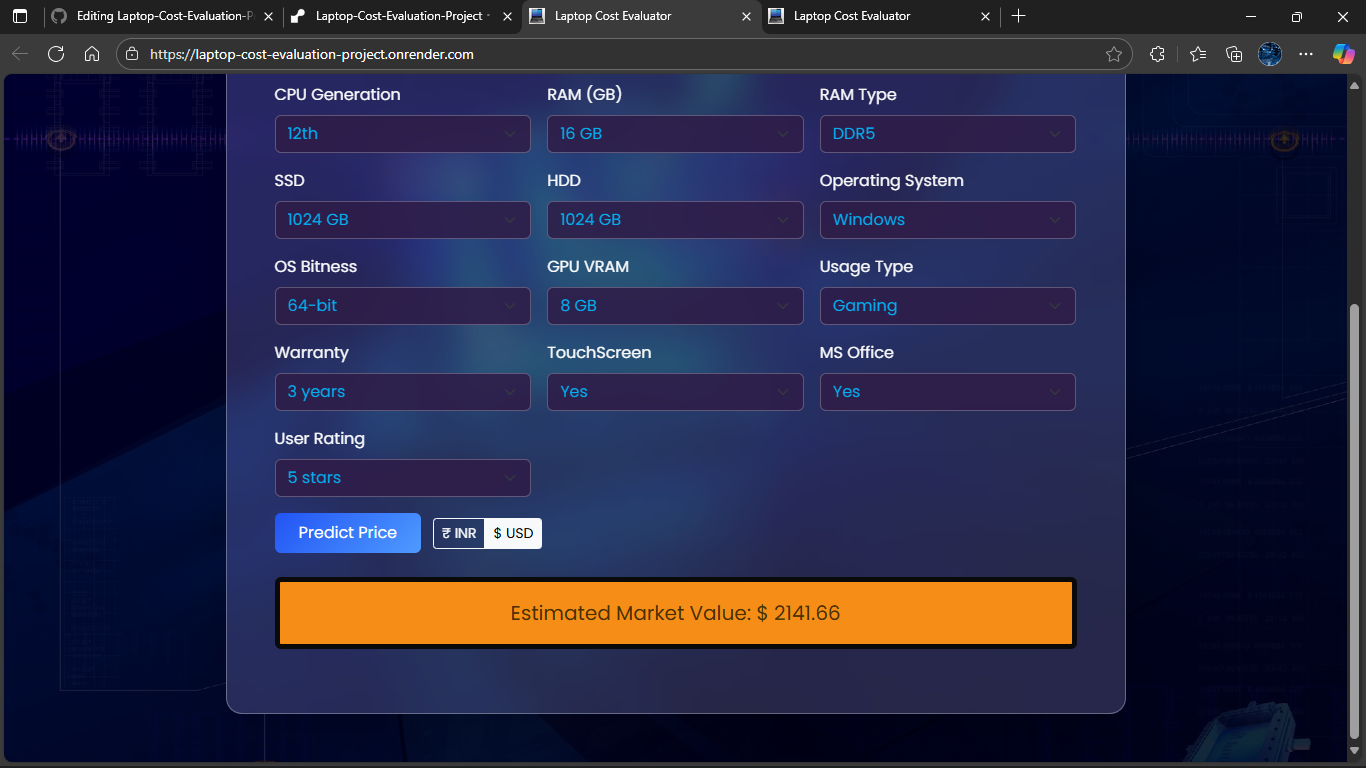 Editing Laptop-Cost-Evaluation-P
Laptop-Cost-Evaluation-Project
Laptop Cost Evaluator
Laptop Cost Evaluator
https://laptop-cost-evaluation-project.onrender.com
CPU Generation RAM (GB) RAM Type
12th 16 GB DDR5
SSD HDD Operating System
1024 GB 1024 GB Windows
OS Bitness GPU VRAM Usage Type
64-bit 8 GB Gaming
Warranty TouchScreen MS Office
3 years Yes Yes
User Rating
5 stars
Predict Price ₹ INR $ USD
Estimated Market Value: $ 2141.66